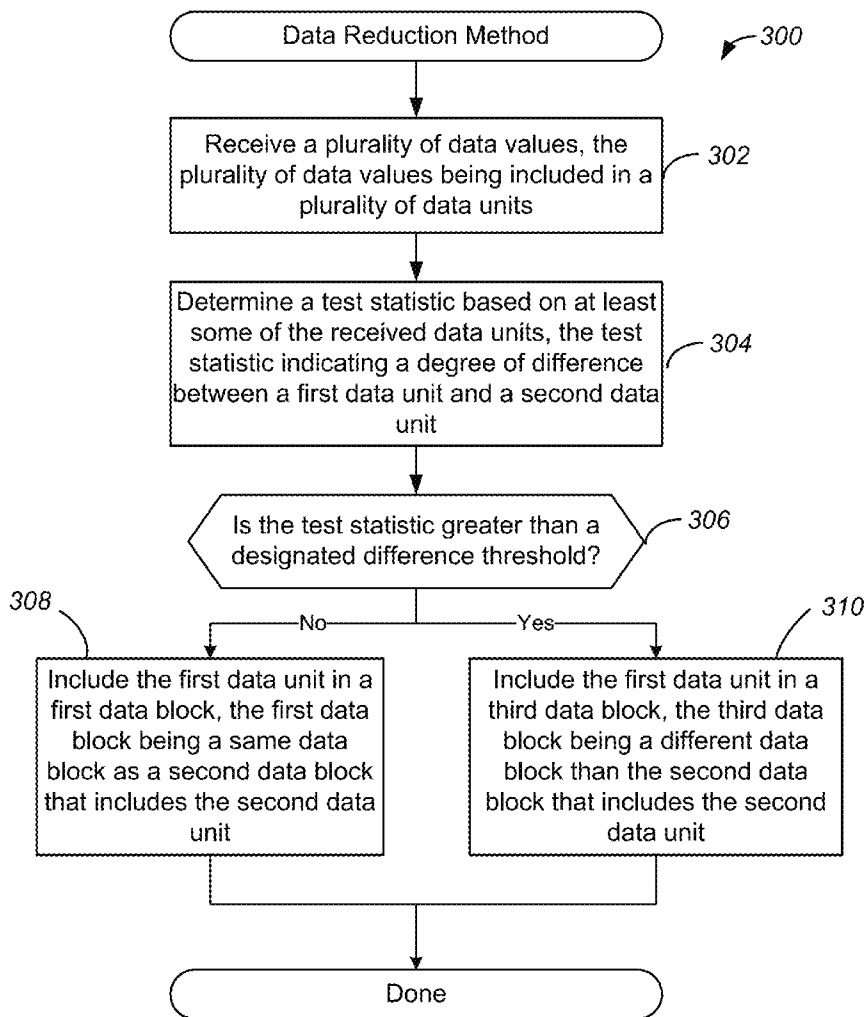 Data Reduction Method
300
Receive a plurality of data values, the
plurality of data values being included in a
plurality of data units
302
Determine a test statistic based on at least
some of the received data units, the test
statistic indicating a degree of difference
between a first data unit and a second data
unit
304
Is the test statistic greater than a
designated difference threshold?
306
308
No
Yes
310
Include the first data unit in a
first data block, the first data
block being a same data
block as a second data block
that includes the second data
unit
Include the first data unit in a
third data block, the third data
block being a different data
block than the second data
block that includes the second
data unit
Done